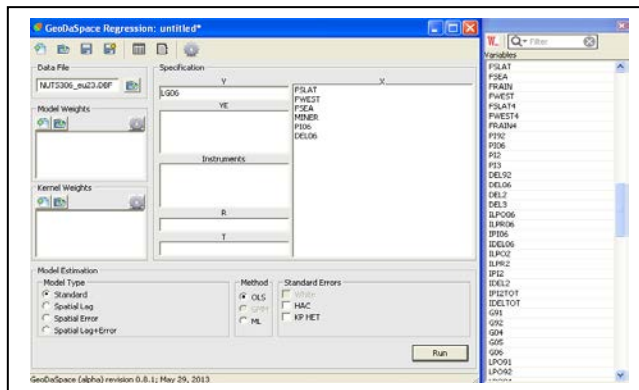 GeoDaSpace Regression: untitled*
Data File
NUTS306_eu23.DBF
Model Weights
Kernel Weights
Specification
Y
LG06
YE
Instruments
R
T
X
FSLAT
FWEST
FSEA
MINER
PI06
DEL06
Model Estimation
Model Type
Standard
Spatial Lag
Spatial Error
Spatial Lag+Error
Method
OLS
GMM
ML
Standard Errors
White
HAC
KP HET
Run
GeoDaSpace (alpha) revision 0.8.1; May 29, 2013
Filter
Variables
FSLAT
FSEA
FRAIN
FWEST
FSLAT4
FWEST4
FRAIN4
PI92
PI06
PI2
PI3
DEL92
DEL06
DEL2
DEL3
ILPO06
ILPR06
IPI06
IDEL06
ILPO2
ILPR2
IPI2
IDEL2
IPI2TOT
IDELTOT
G91
G92
G04
G05
G06
LPO91
LPO92